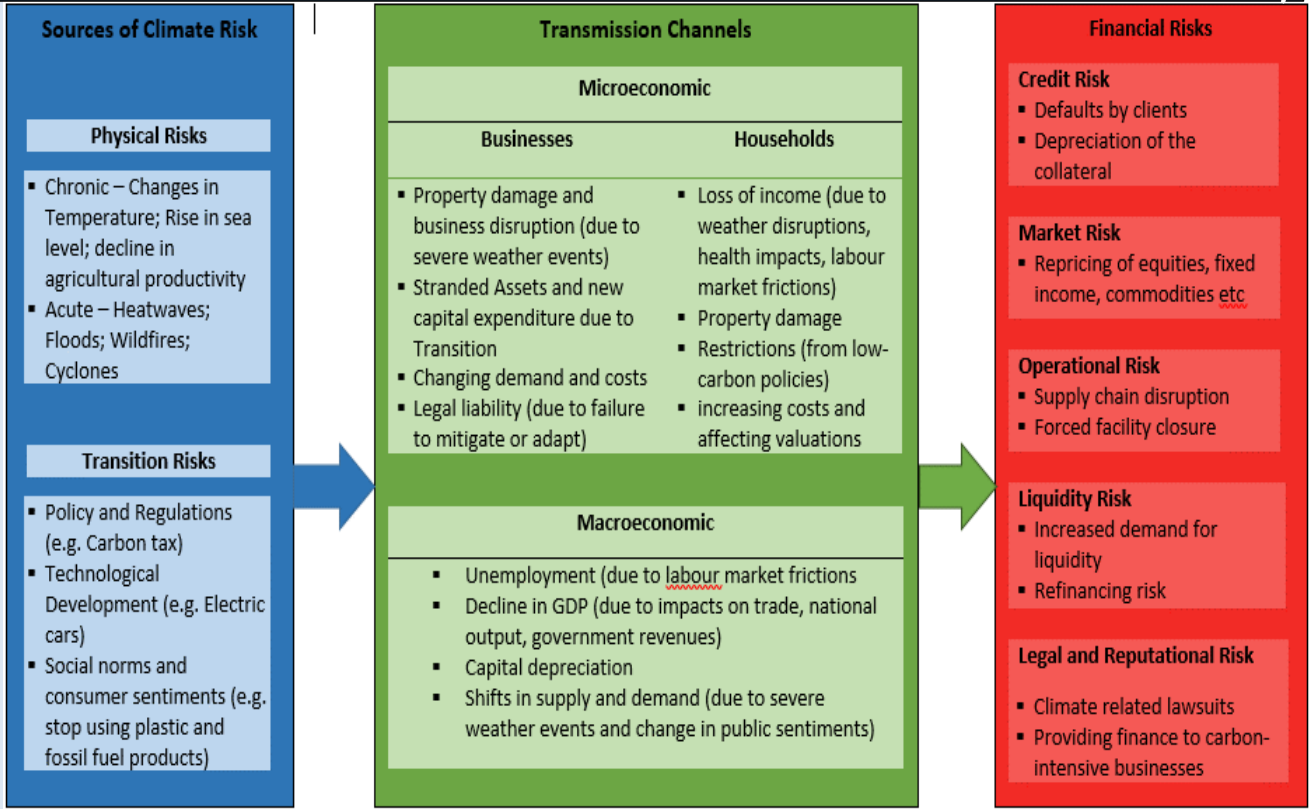 Sources of Climate Risk
Physical Risks
▪ Chronic – Changes in
Temperature; Rise in sea
level; decline in
agricultural productivity
▪ Acute – Heatwaves;
Floods; Wildfires;
Cyclones
Transition Risks
▪ Policy and Regulations
(e.g. Carbon tax)
▪ Technological
Development (e.g. Electric
cars)
▪ Social norms and
consumer sentiments (e.g.
stop using plastic and
fossil fuel products)
Transmission Channels
Microeconomic
Businesses
▪ Property damage and
business disruption (due to
severe weather events)
▪ Stranded Assets and new
capital expenditure due to
Transition
▪ Changing demand and costs
▪ Legal liability (due to failure
to mitigate or adapt)
Households
▪ Loss of income (due to
weather disruptions,
health impacts, labour
market frictions)
▪ Property damage
▪ Restrictions (from low-
carbon policies)
▪ increasing costs and
affecting valuations
Macroeconomic
▪ Unemployment (due to labour market frictions
▪ Decline in GDP (due to impacts on trade, national
output, government revenues)
▪ Capital depreciation
▪ Shifts in supply and demand (due to severe
weather events and change in public sentiments)
Financial Risks
Credit Risk
▪ Defaults by clients
▪ Depreciation of the
collateral
Market Risk
▪ Repricing of equities, fixed
income, commodities etc
Operational Risk
▪ Supply chain disruption
▪ Forced facility closure
Liquidity Risk
▪ Increased demand for
liquidity
▪ Refinancing risk
Legal and Reputational Risk
▪ Climate related lawsuits
▪ Providing finance to carbon-
intensive businesses